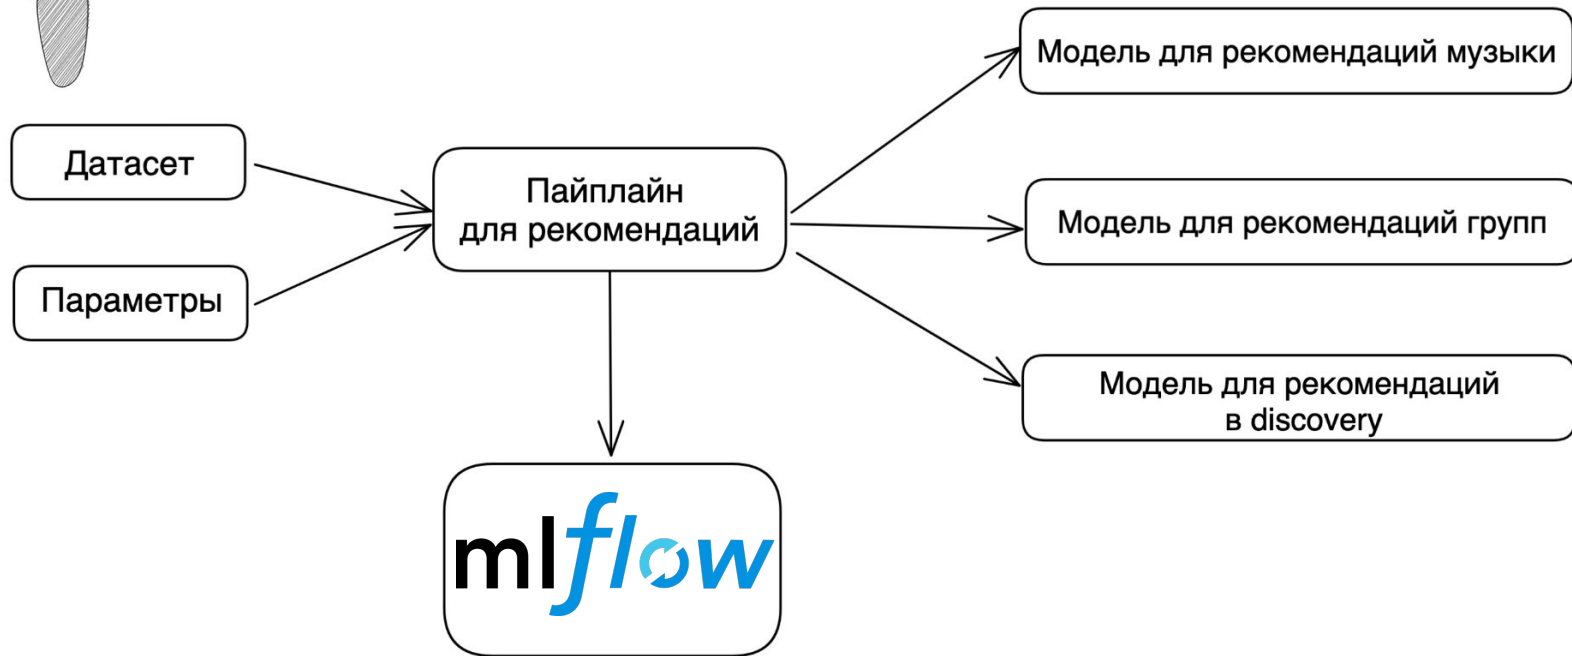 Модель для рекомендаций музыки
Датасет
Пайплайн
для рекомендаций
Модель для рекомендаций групп
Параметры
Модель для рекомендаций
в discovery
mlflow